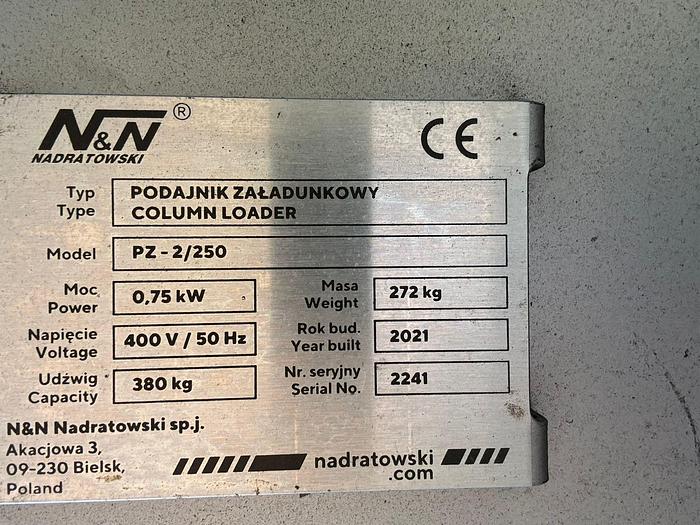 N&N ®
NADRATOWSKI
CE
Typ
Type
PODAJNIK ZAŁADUNKOWY
COLUMN LOADER
Model
PZ - 2/250
Moc
Power
0,75 kW
Masa
Weight
272 kg
Napięcie
Voltage
400 V / 50 Hz
Rok bud.
Year built
2021
Udźwig
Capacity
380 kg
Nr. seryjny
Serial No.
2241
N&N Nadratowski sp.j.
Akacjowa 3,
09-230 Bielsk,
Poland
nadratowski
.com